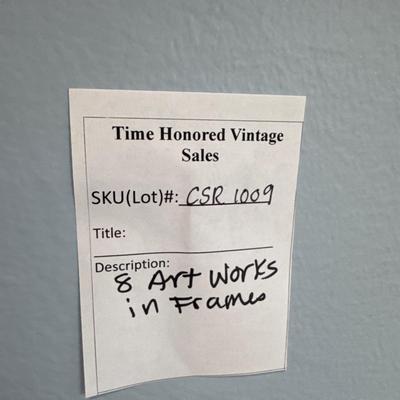 Time Honored Vintage
Sales
SKU(Lot)#: CSR 1009
Title:
Description:
8 Art Works
in Frames